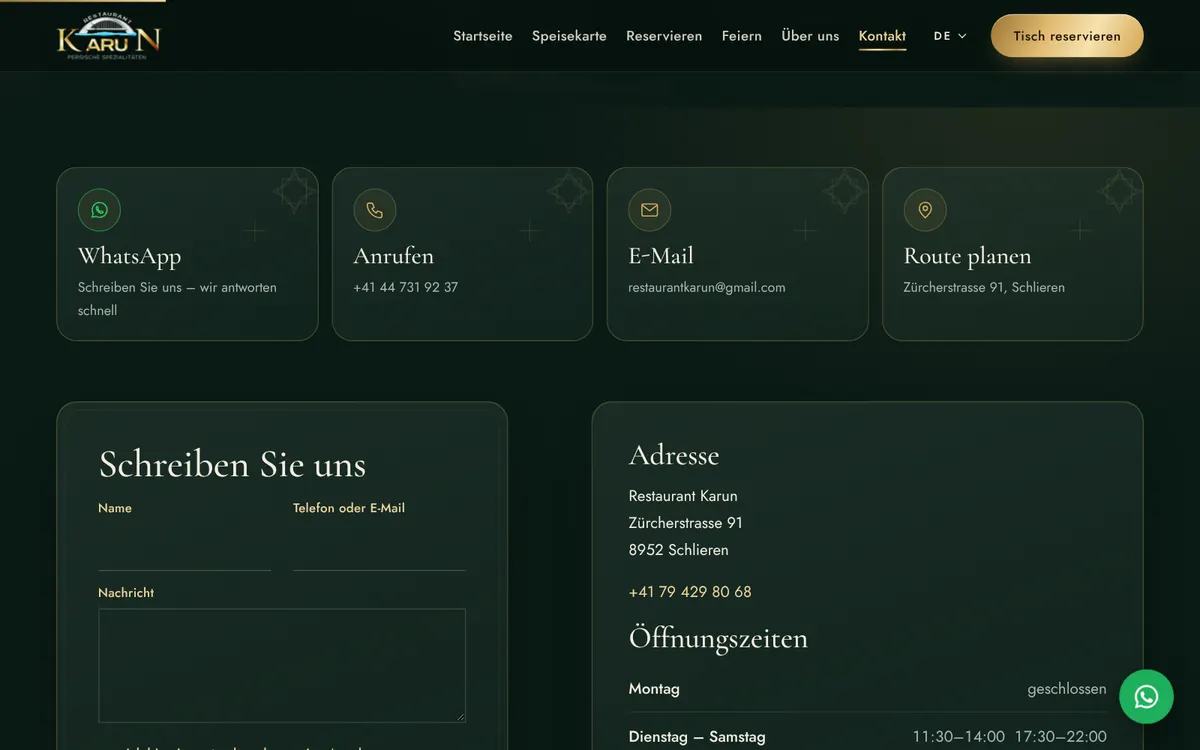 RESTAURANT
KARUN
PERSISCHE SPEZIALITÄTEN
Startseite
Speisekarte
Reservieren
Feiern
Über uns
Kontakt
DE
Tisch reservieren
WhatsApp
Schreiben Sie uns – wir antworten
schnell
Anrufen
+41 44 731 92 37
E-Mail
restaurantkarun@gmail.com
Route planen
Zürcherstrasse 91, Schlieren
Schreiben Sie uns
Name
Telefon oder E-Mail
Nachricht
Adresse
Restaurant Karun
Zürcherstrasse 91
8952 Schlieren
+41 79 429 80 68
Öffnungszeiten
Montag
geschlossen
Dienstag – Samstag
11:30–14:00 17:30–22:00